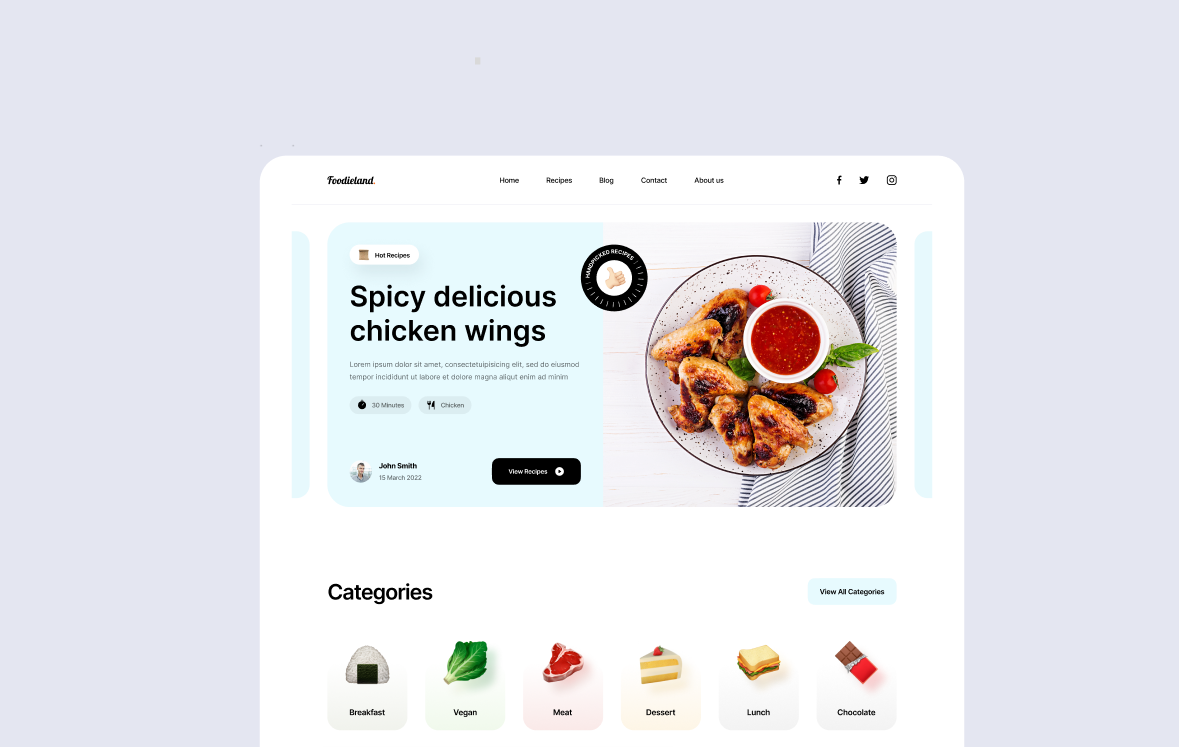 Foodieland.
Home Recipes Blog Contact About us
Hot Recipes
HANDPICKED RECIPES
Spicy delicious
chicken wings
Lorem ipsum dolor sit amet, consectetuipisicing elit, sed do eiusmod
tempor incididunt ut labore et dolore magna aliqut enim ad minim
30 Minutes
Chicken
John Smith
15 March 2022
View Recipes
Categories
View All Categories
Breakfast
Vegan
Meat
Dessert
Lunch
Chocolate